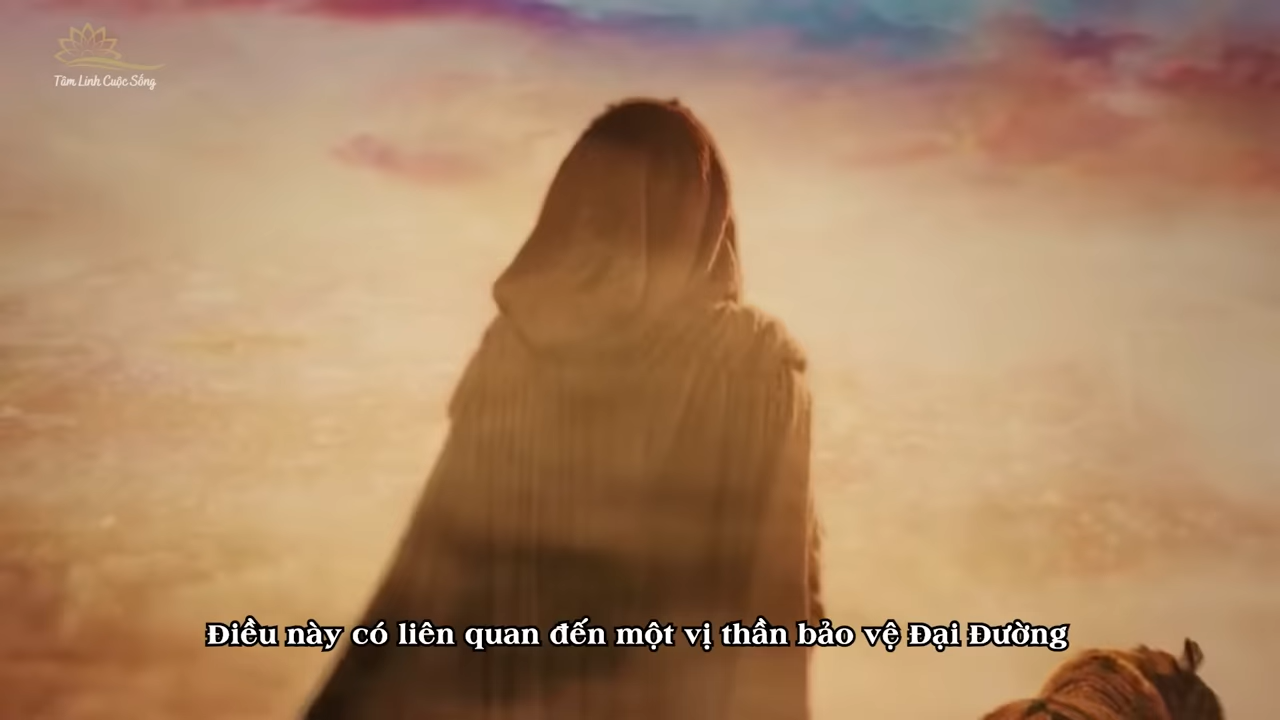 Tâm Linh Cuộc Sống
Điều này có liên quan đến một vị thần bảo vệ Đại Đường